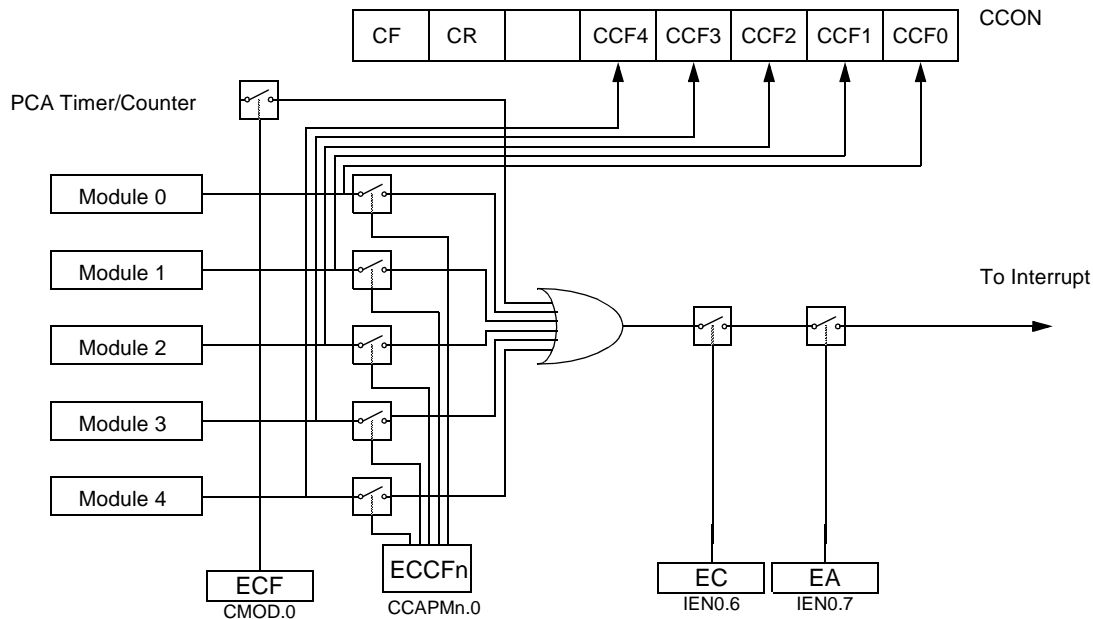 CCON
CF CR CCF4 CCF3 CCF2 CCF1 CCF0
PCA Timer/Counter
Module 0
Module 1
To Interrupt
Module 2
Module 3
Module 4
ECF
CMOD.0
ECCFn
CCAPMn.0
EC
IEN0.6
EA
IEN0.7